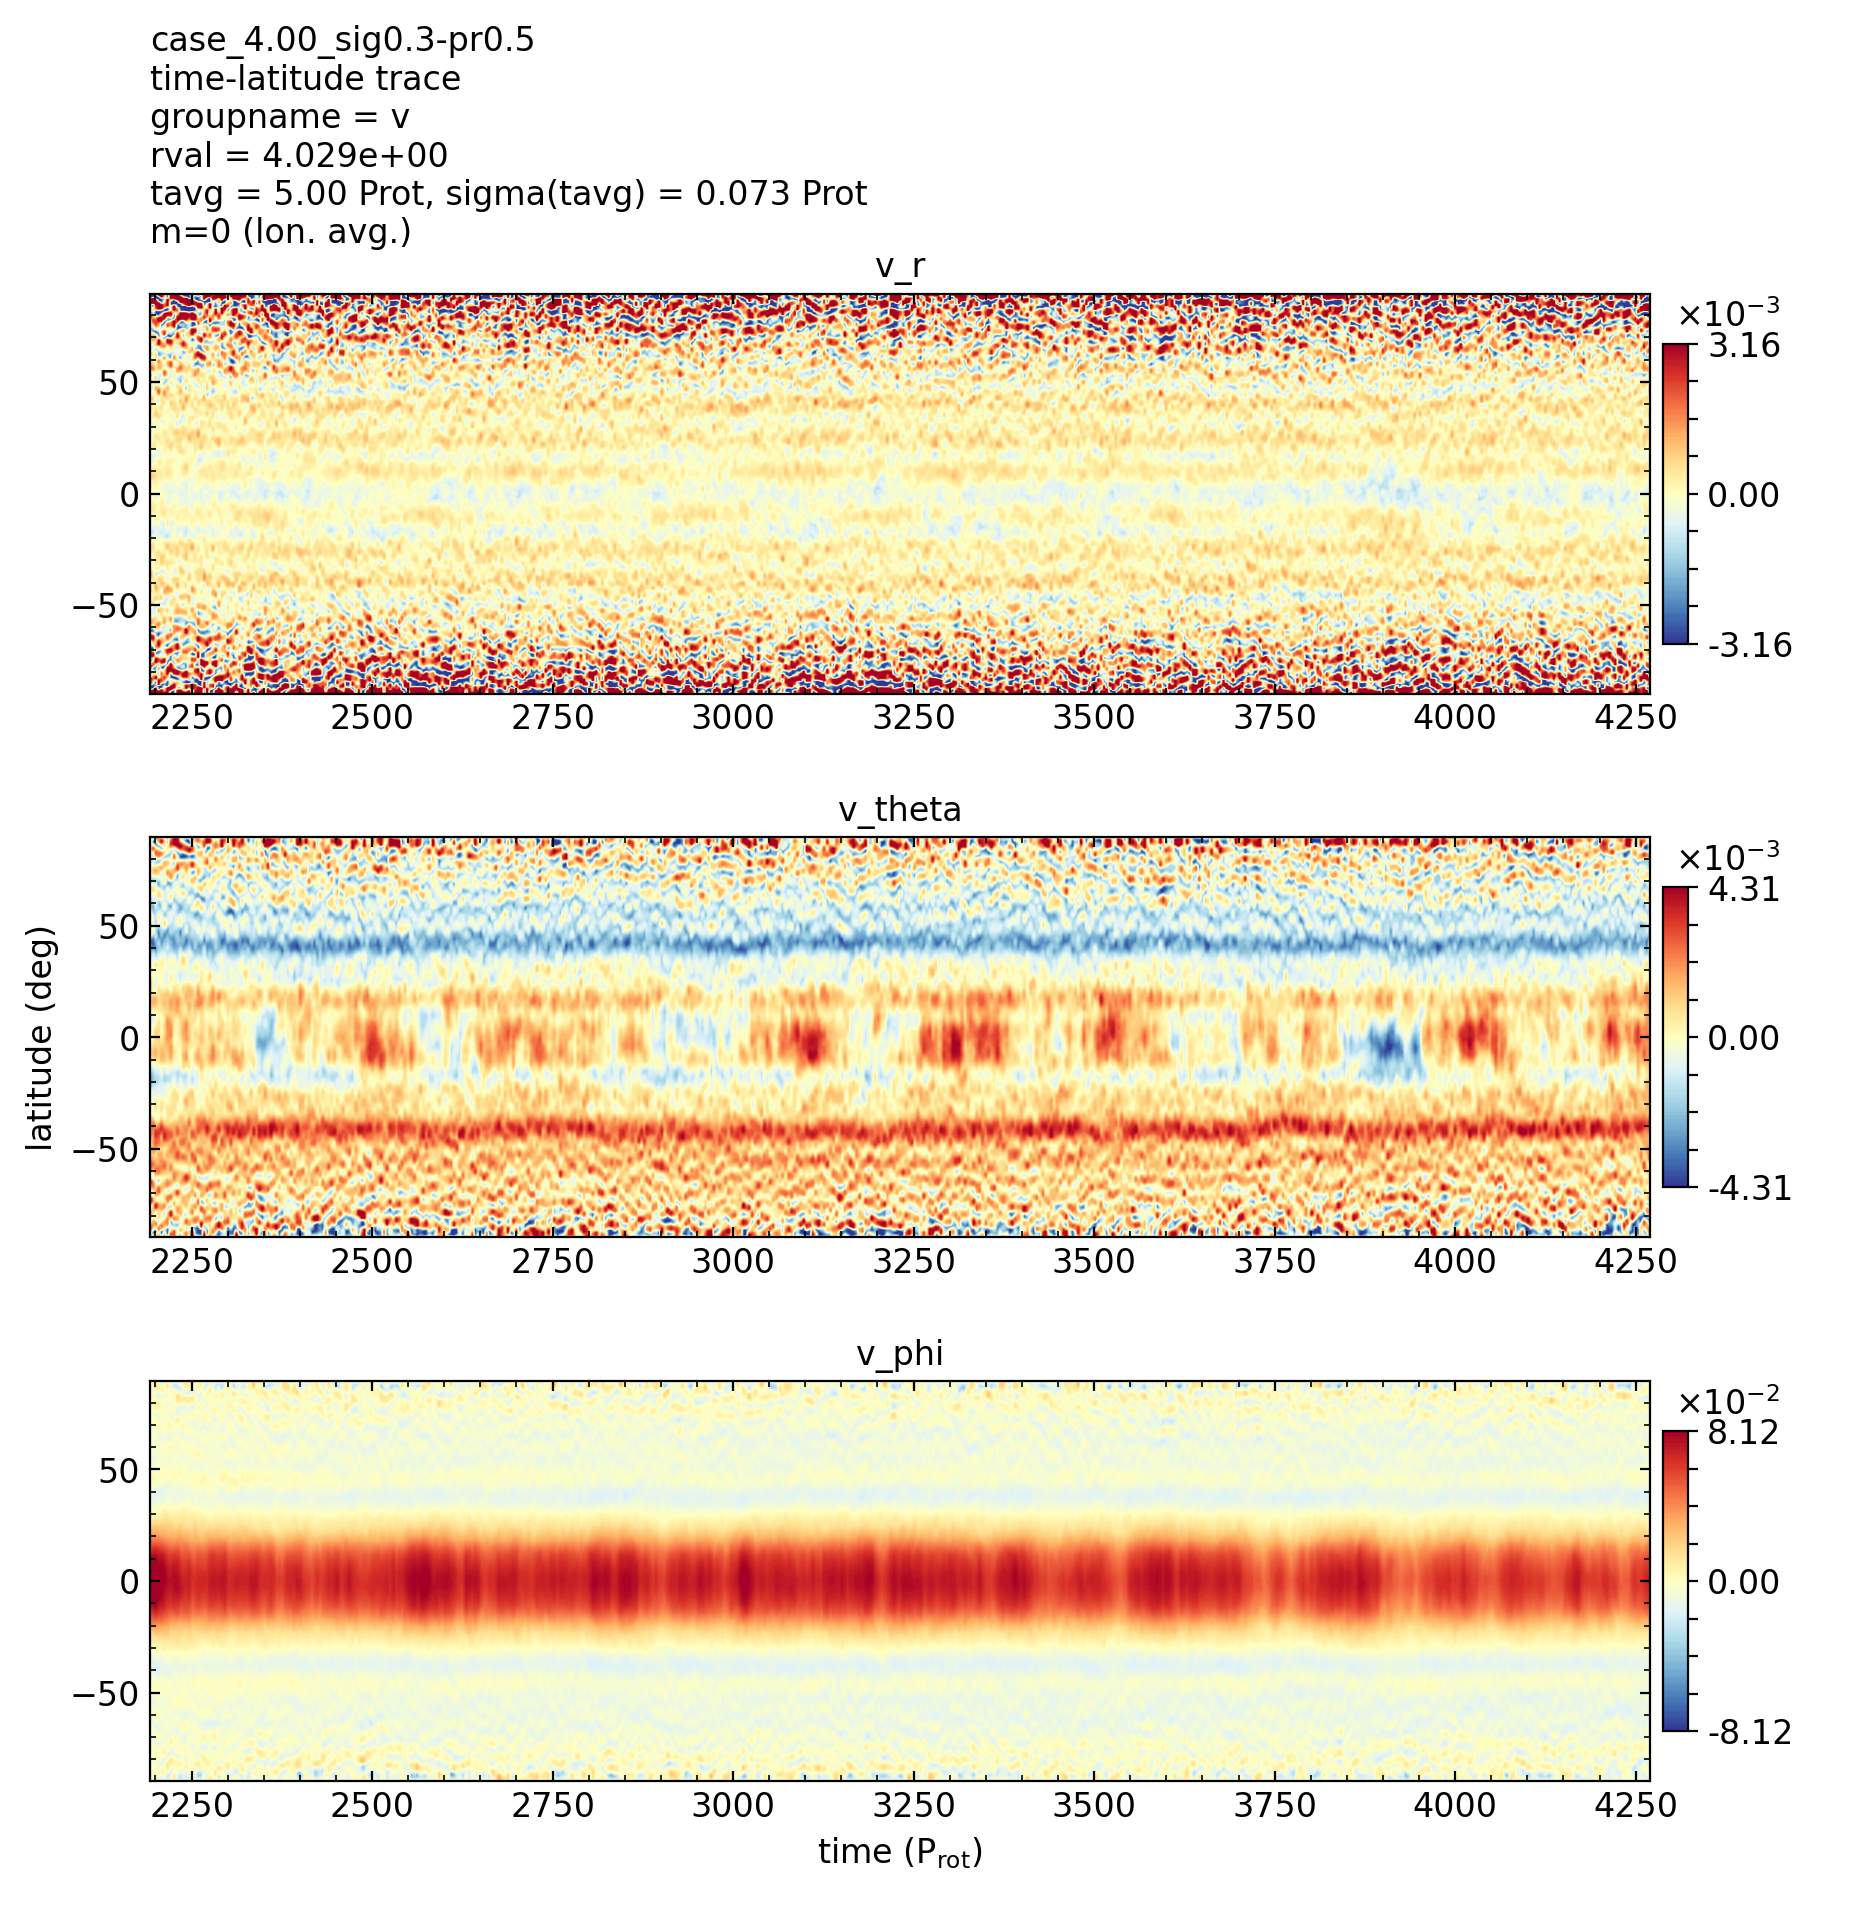 case_4.00_sig0.3-pr0.5
time-latitude trace
groupname = v
rval = 4.029e+00
tavg = 5.00 Prot, sigma(tavg) = 0.073 Prot
m=0 (lon. avg.)
v_r
×10⁻³
3.16
0.00
-3.16
50
0
−50
2250 2500 2750 3000 3250 3500 3750 4000 4250
v_theta
×10⁻³
4.31
0.00
-4.31
50
0
−50
latitude (deg)
2250 2500 2750 3000 3250 3500 3750 4000 4250
v_phi
×10⁻²
8.12
0.00
-8.12
50
0
−50
2250 2500 2750 3000 3250 3500 3750 4000 4250
time (P_rot)